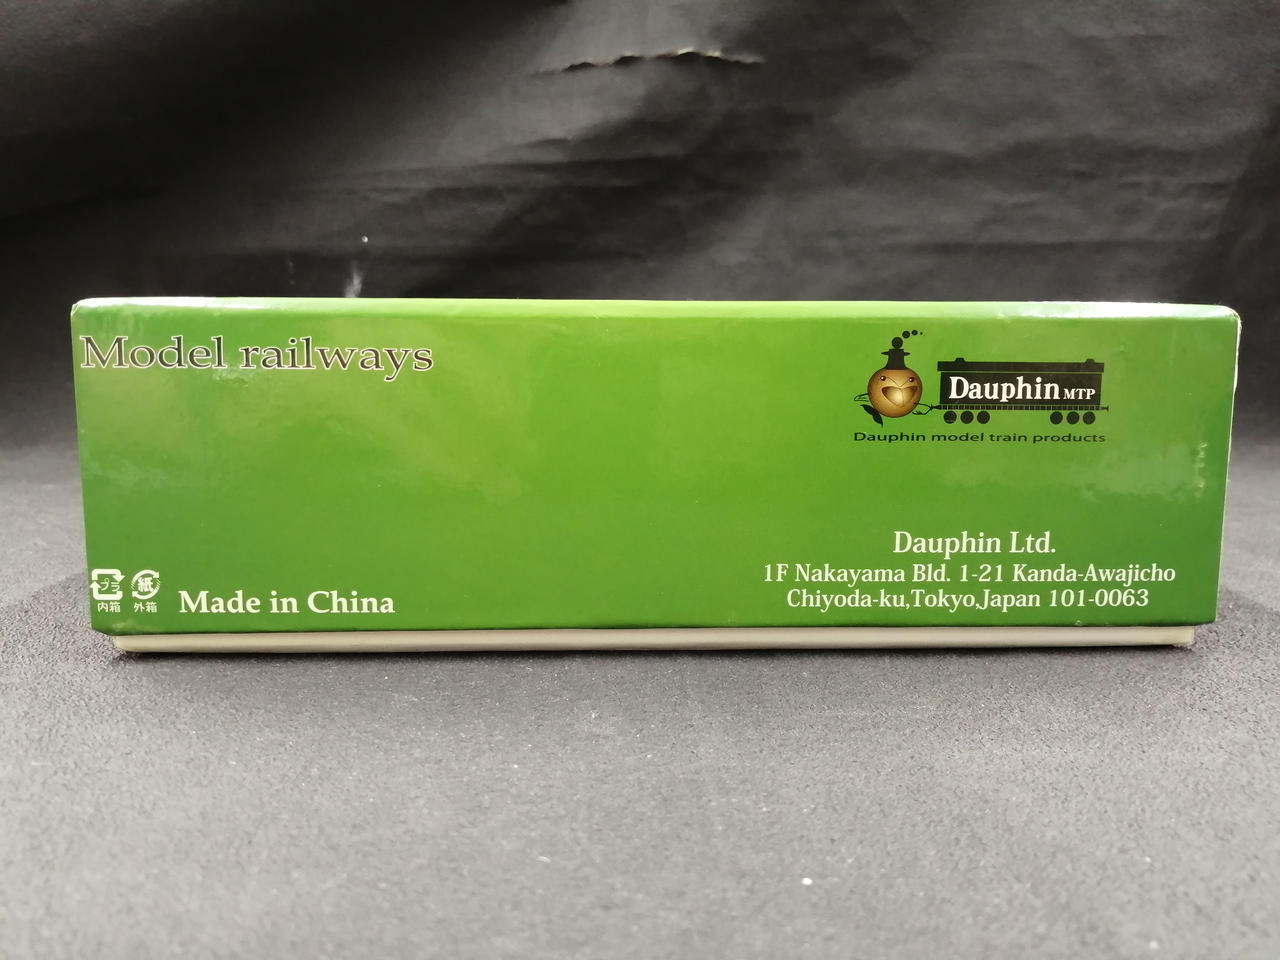 Model railways
Dauphin MTP
Dauphin model train products
Dauphin Ltd.
1F Nakayama Bld. 1-21 Kanda-Awajicho
Chiyoda-ku,Tokyo,Japan 101-0063
プラ 紙
内箱 外箱
Made in China